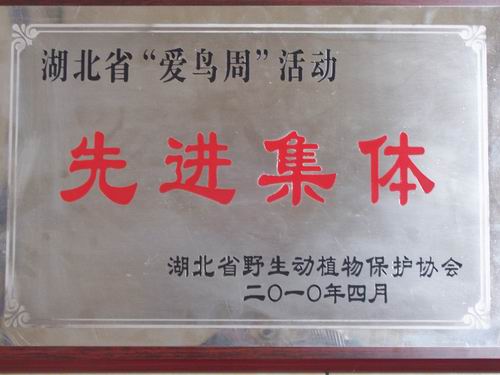 湖北省“爱鸟周”活动
先进集体
湖北省野生动植物保护协会
二〇一〇年四月